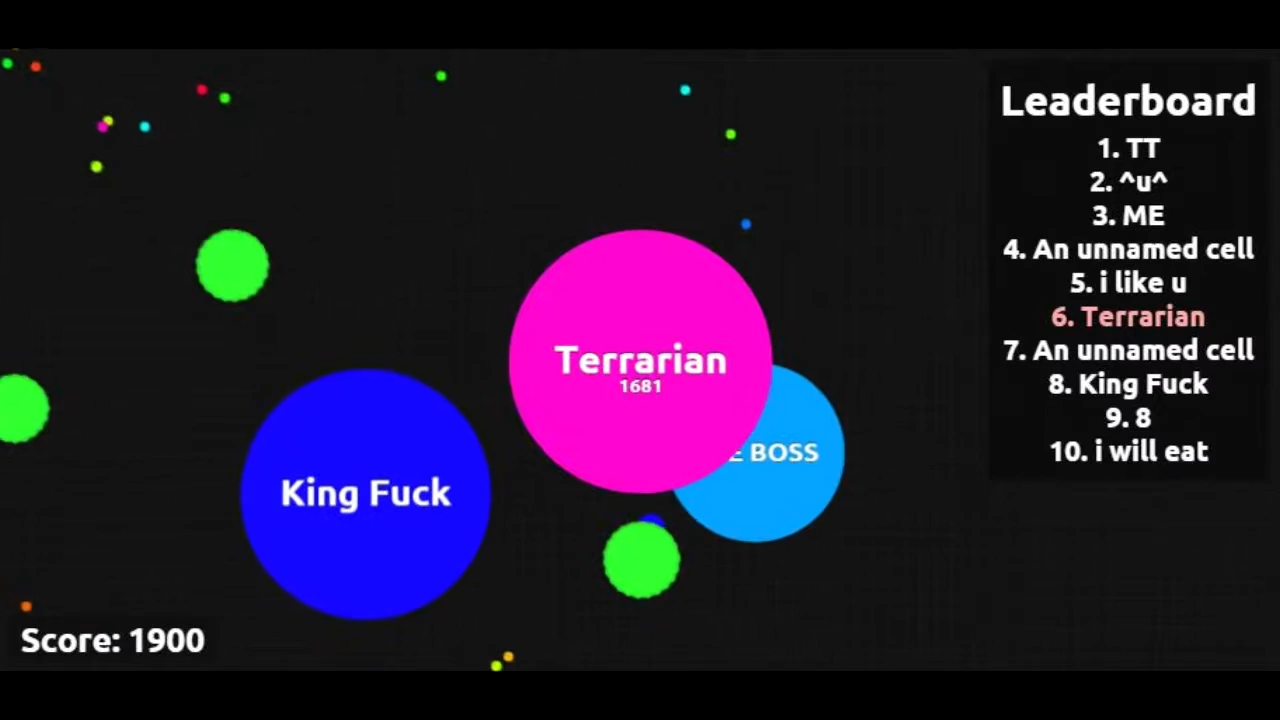 Leaderboard
1. TT
2. ^u^
3. ME
4. An unnamed cell
5. i like u
6. Terrarian
7. An unnamed cell
8. King Fuck
9. 8
10. i will eat
Terrarian
1681
BOSS
King Fuck
Score: 1900